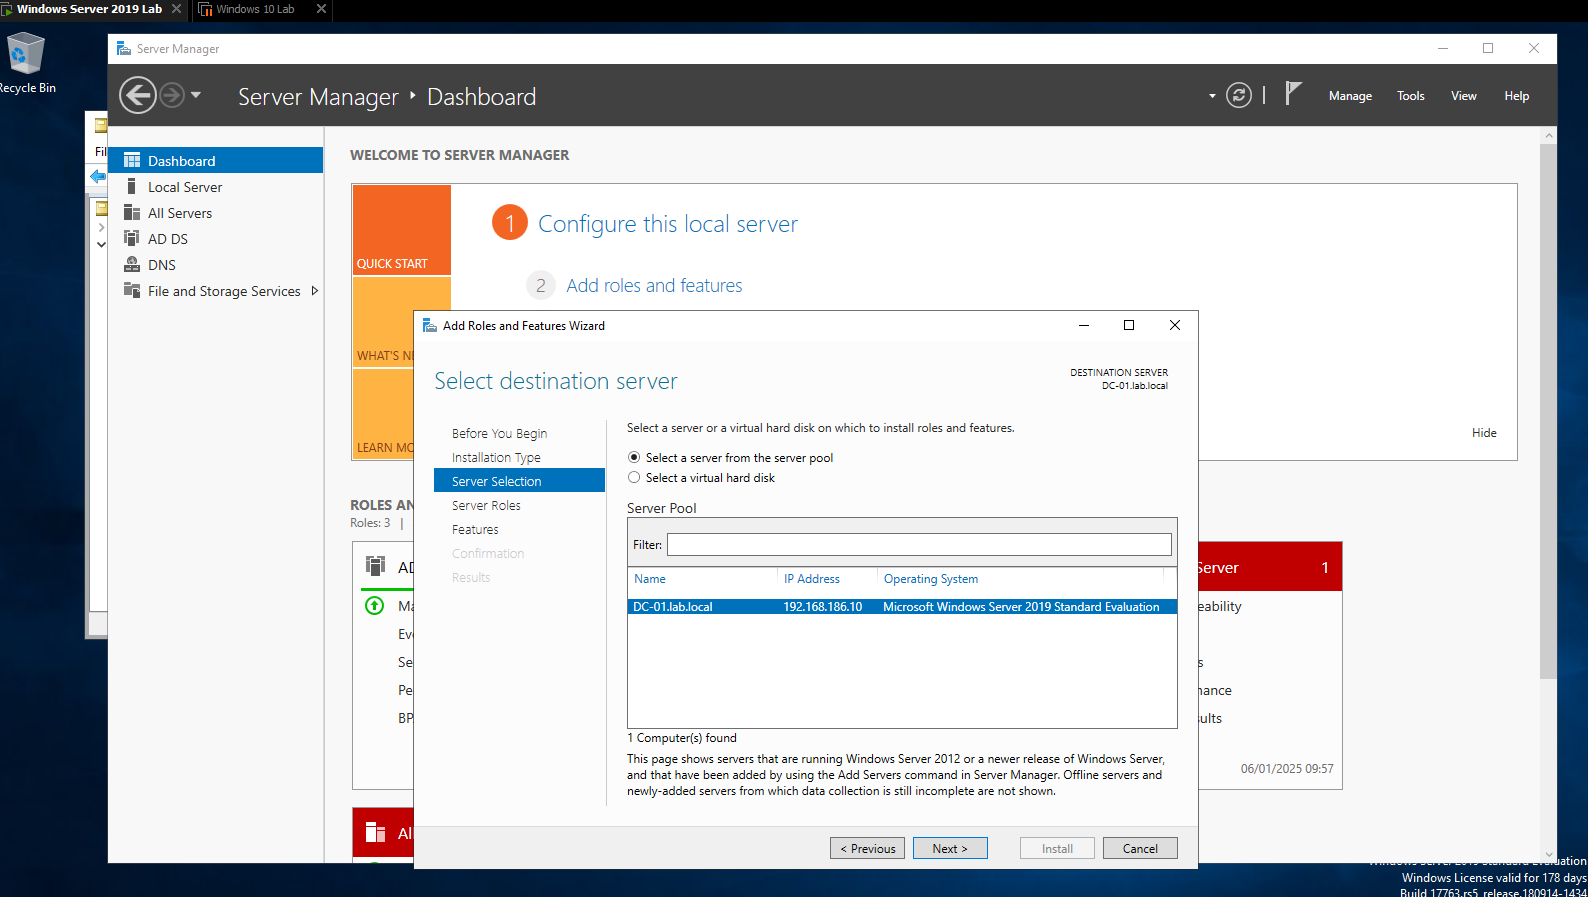 Windows Server 2019 Lab
Windows 10 Lab
Recycle Bin
Server Manager
Server Manager
Dashboard
Manage
Tools
View
Help
Fil
Dashboard
Local Server
All Servers
AD DS
DNS
File and Storage Services
WELCOME TO SERVER MANAGER
QUICK START
WHAT'S NE
LEARN MO
1
Configure this local server
2
Add roles and features
Hide
ROLES AN
Roles: 3 |
AD
Ma
Eve
Se
Pe
BP
All
Server
1
eability
s
nance
ults
06/01/2025 09:57
Add Roles and Features Wizard
Select destination server
DESTINATION SERVER
DC-01.lab.local
Before You Begin
Installation Type
Server Selection
Server Roles
Features
Confirmation
Results
Select a server or a virtual hard disk on which to install roles and features.
Select a server from the server pool
Select a virtual hard disk
Server Pool
Filter:
Name
IP Address
Operating System
DC-01.lab.local
192.168.186.10
Microsoft Windows Server 2019 Standard Evaluation
1 Computer(s) found
This page shows servers that are running Windows Server 2012 or a newer release of Windows Server,
and that have been added by using the Add Servers command in Server Manager. Offline servers and
newly-added servers from which data collection is still incomplete are not shown.
< Previous
Next >
Install
Cancel
Windows Server 2019 Standard Evaluation
Windows License valid for 178 days
Build 17763.rs5_release.180914-1434